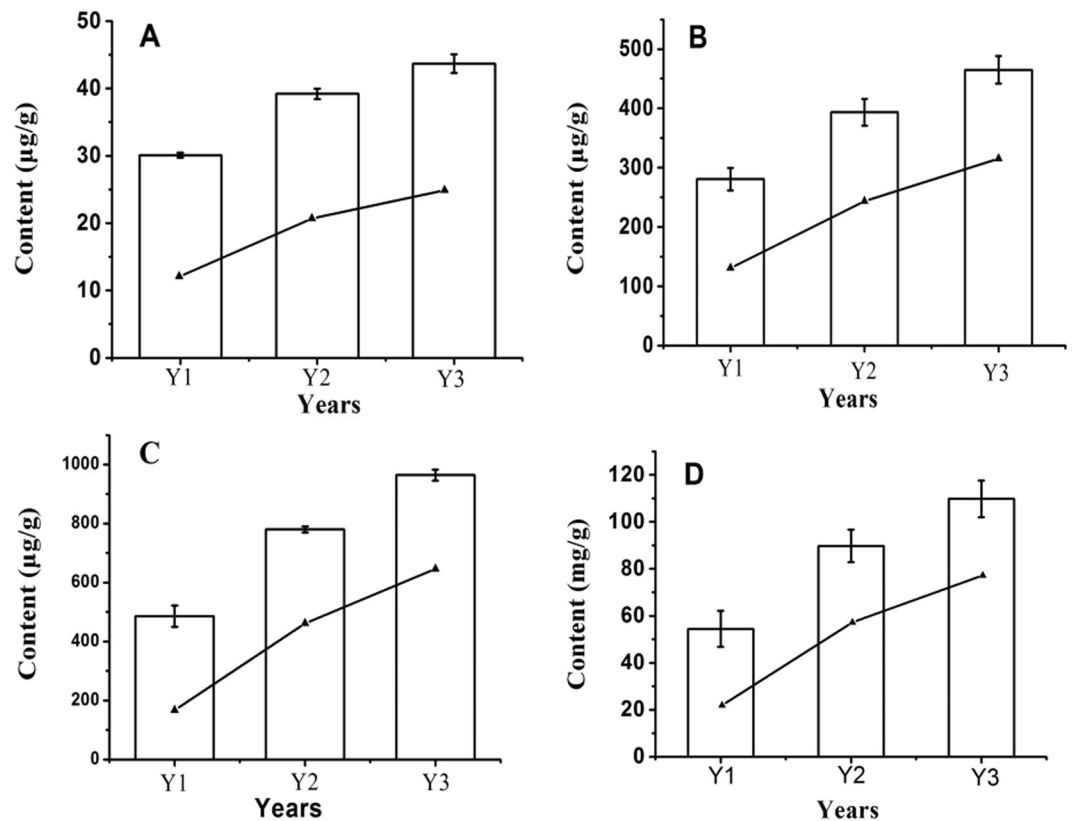 A
Content (µg/g)
50
40
30
20
10
0
Y1 Y2 Y3
Years
B
Content (µg/g)
500
400
300
200
100
0
Y1 Y2 Y3
Years
C
Content (µg/g)
1000
800
600
400
200
0
Y1 Y2 Y3
Years
D
Content (mg/g)
120
100
80
60
40
20
0
Y1 Y2 Y3
Years